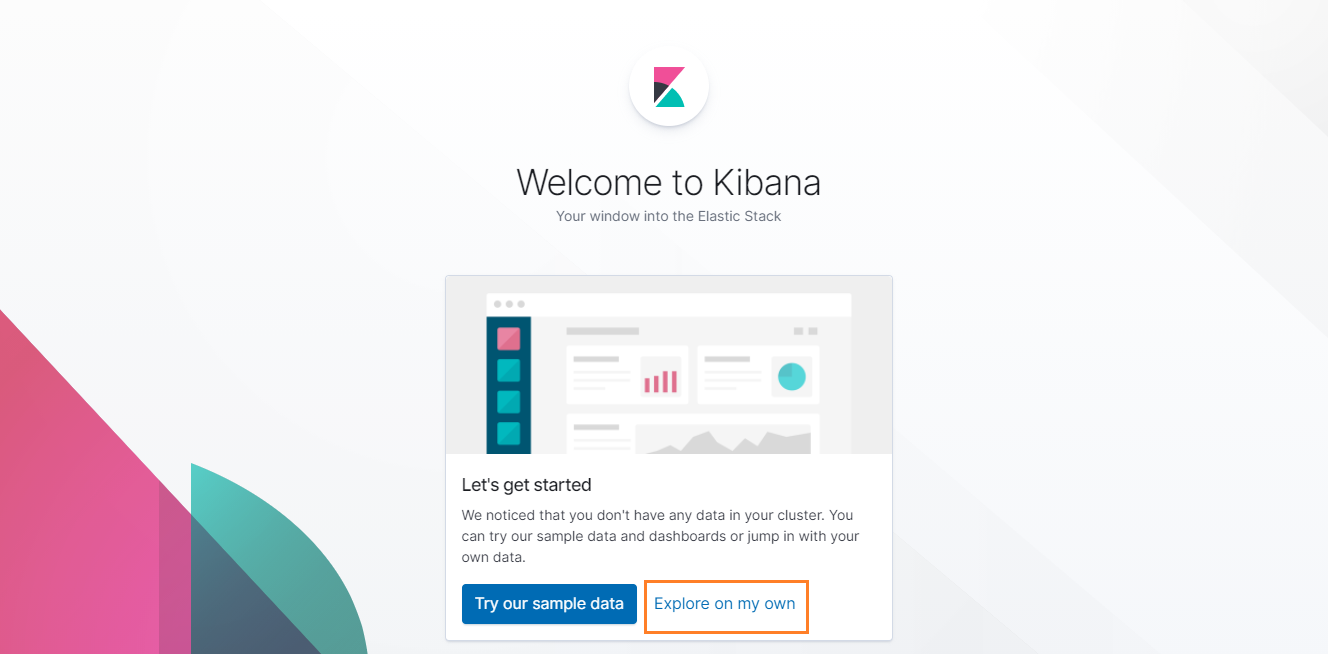 Welcome to Kibana
Your window into the Elastic Stack
Let's get started
We noticed that you don't have any data in your cluster. You
can try our sample data and dashboards or jump in with your
own data.
Try our sample data
Explore on my own